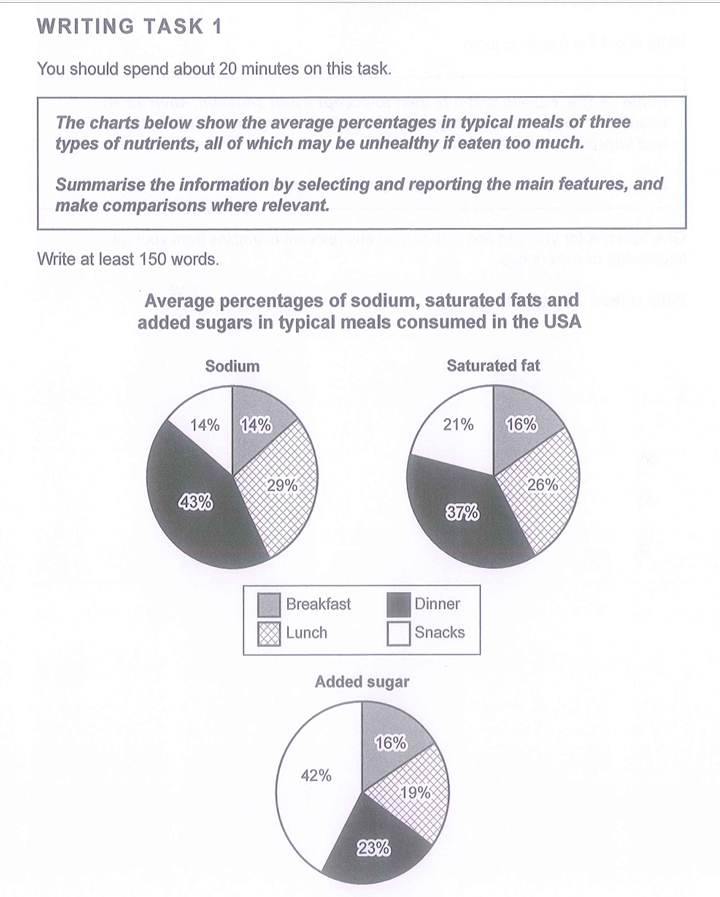 WRITING TASK 1
You should spend about 20 minutes on this task.
The charts below show the average percentages in typical meals of three
types of nutrients, all of which may be unhealthy if eaten too much.
Summarise the information by selecting and reporting the main features, and
make comparisons where relevant.
Write at least 150 words.
Average percentages of sodium, saturated fats and
added sugars in typical meals consumed in the USA
Sodium
14%
14%
29%
43%
Saturated fat
21%
16%
26%
37%
Breakfast
Dinner
Lunch
Snacks
Added sugar
16%
42%
19%
23%